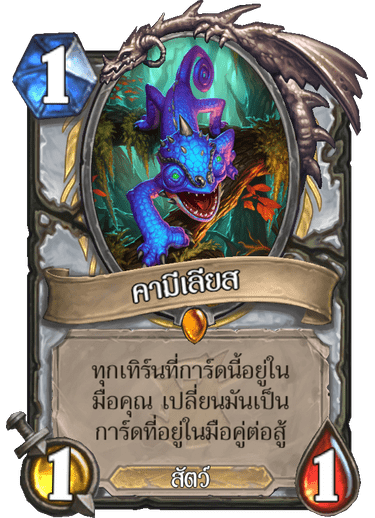 1
คามีเลียส
ทุกเทิร์นที่การ์ดนี้อยู่ใน
มือคุณ เปลี่ยนมันเป็น
การ์ดที่อยู่ในมือคู่ต่อสู้
สัตว์
1
1